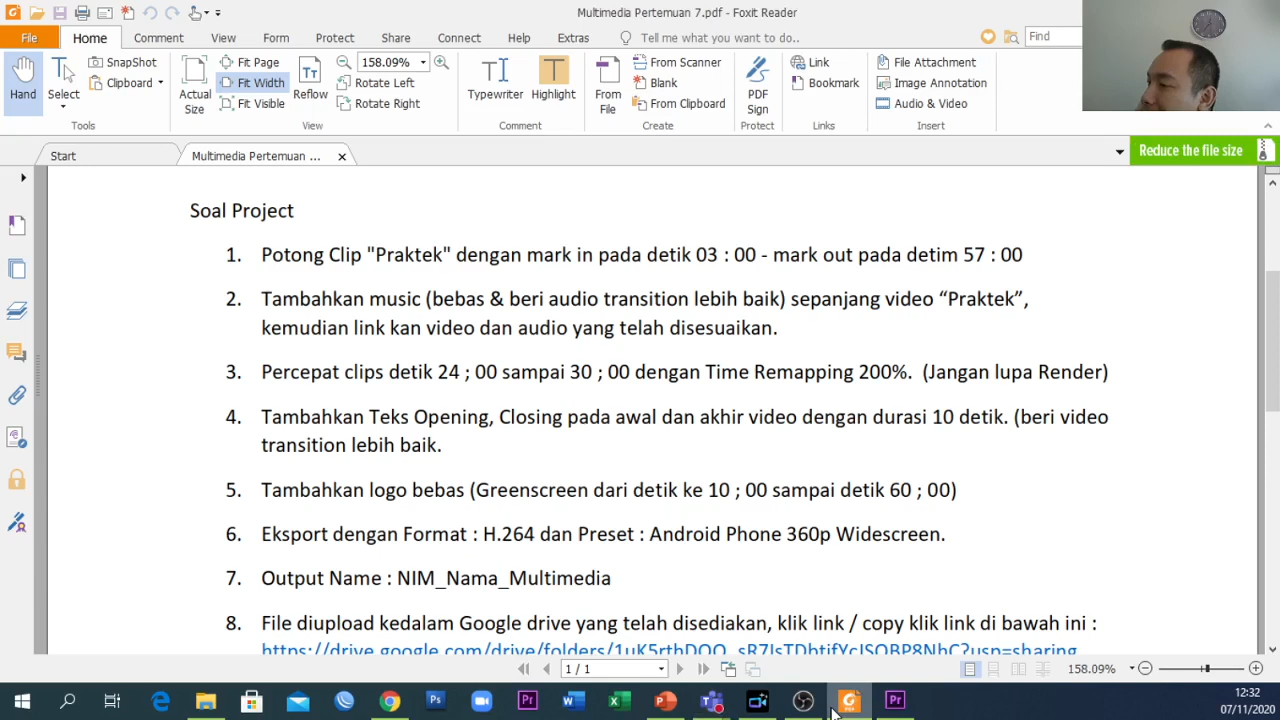 Multimedia Pertemuan 7.pdf - Foxit Reader
File Home Comment View Form Protect Share Connect Help Extras Tell me what you want to do.. Find
Hand
Select
SnapShot
Clipboard
Tools
Actual Size
Fit Page
Fit Width
Fit Visible
Reflow
158.09%
Rotate Left
Rotate Right
View
Typewriter
Highlight
Comment
From File
From Scanner
Blank
From Clipboard
Create
PDF Sign
Protect
Link
Bookmark
Links
File Attachment
Image Annotation
Audio & Video
Insert
Start
Multimedia Pertemuan ...
Reduce the file size
Soal Project
1. Potong Clip "Praktek" dengan mark in pada detik 03 : 00 - mark out pada detim 57 : 00
2. Tambahkan music (bebas & beri audio transition lebih baik) sepanjang video “Praktek”,
kemudian link kan video dan audio yang telah disesuaikan.
3. Percepat clips detik 24 ; 00 sampai 30 ; 00 dengan Time Remapping 200%. (Jangan lupa Render)
4. Tambahkan Teks Opening, Closing pada awal dan akhir video dengan durasi 10 detik. (beri video
transition lebih baik.
5. Tambahkan logo bebas (Greenscreen dari detik ke 10 ; 00 sampai detik 60 ; 00)
6. Eksport dengan Format : H.264 dan Preset : Android Phone 360p Widescreen.
7. Output Name : NIM_Nama_Multimedia
8. File diupload kedalam Google drive yang telah disediakan, klik link / copy klik link di bawah ini :
1 / 1
158.09%
12:32
07/11/2020